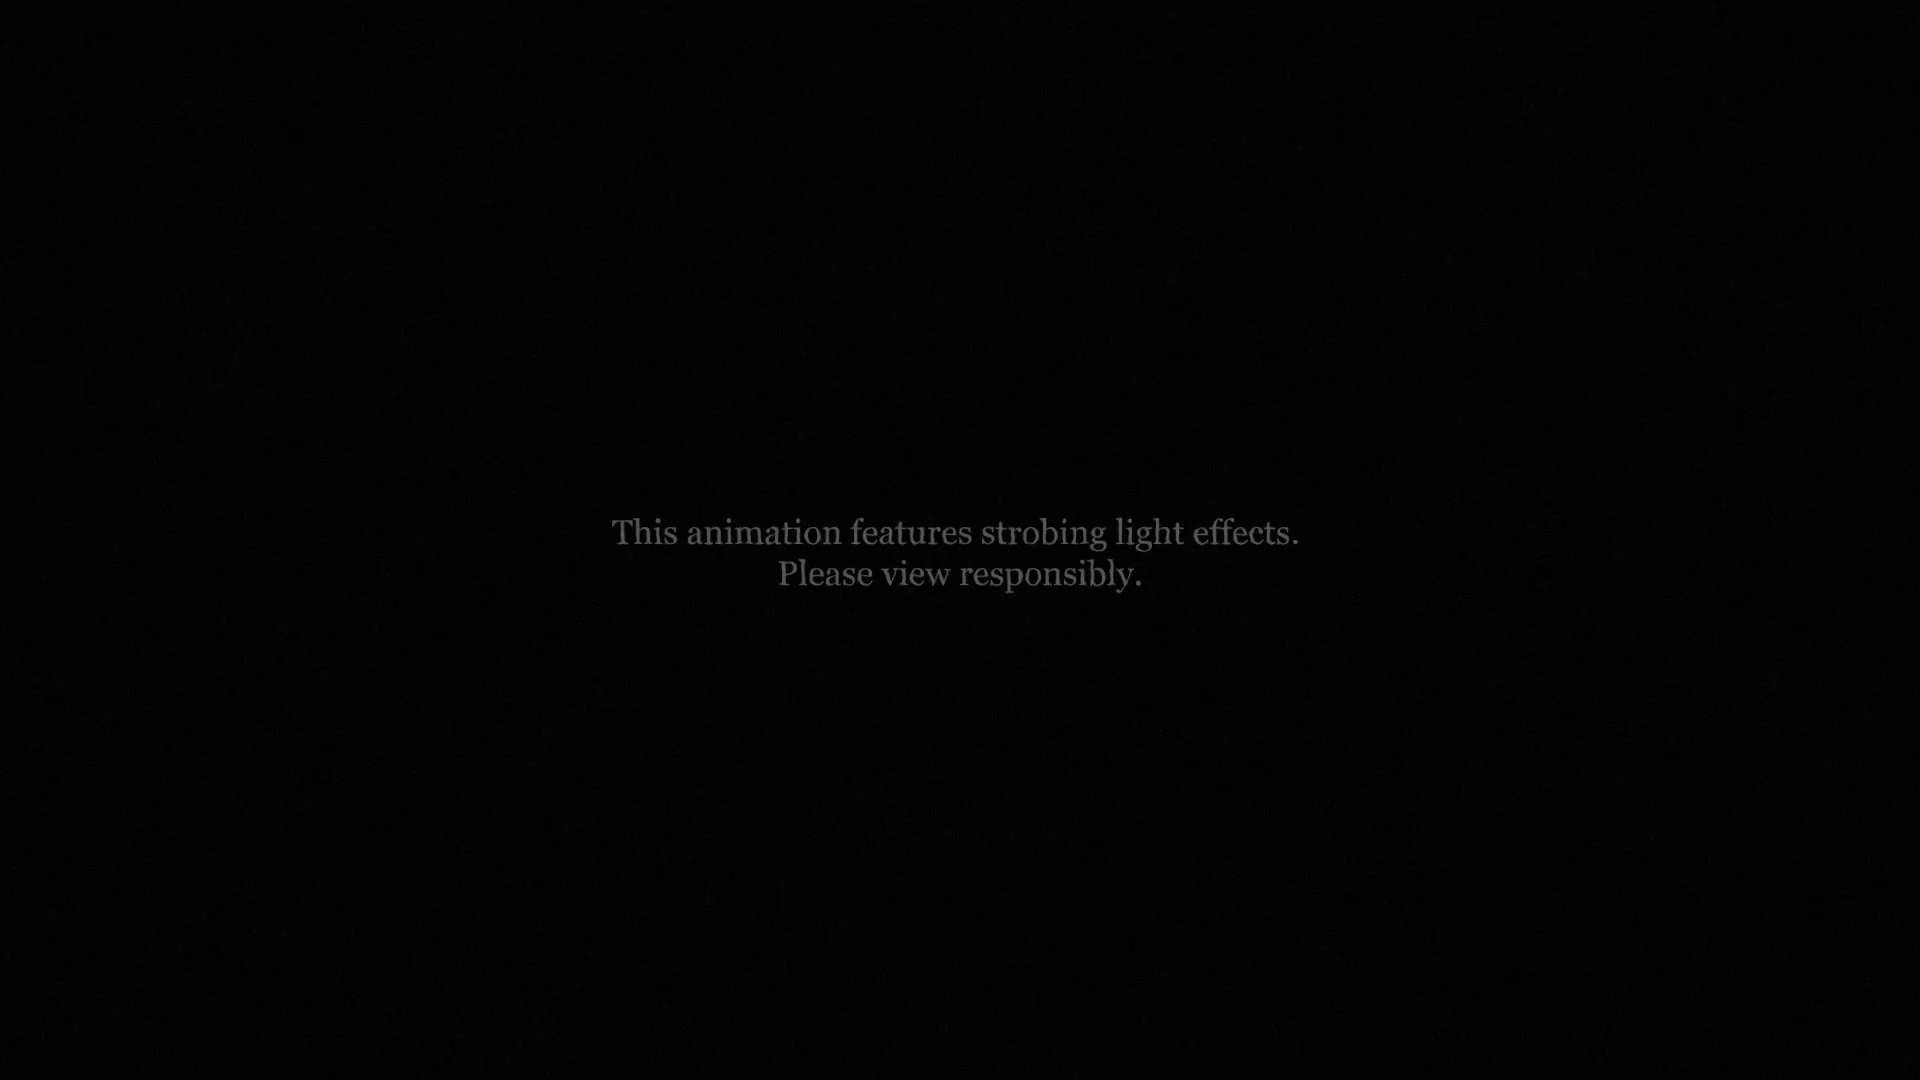 This animation features strobing light effects.
Please view responsibly.